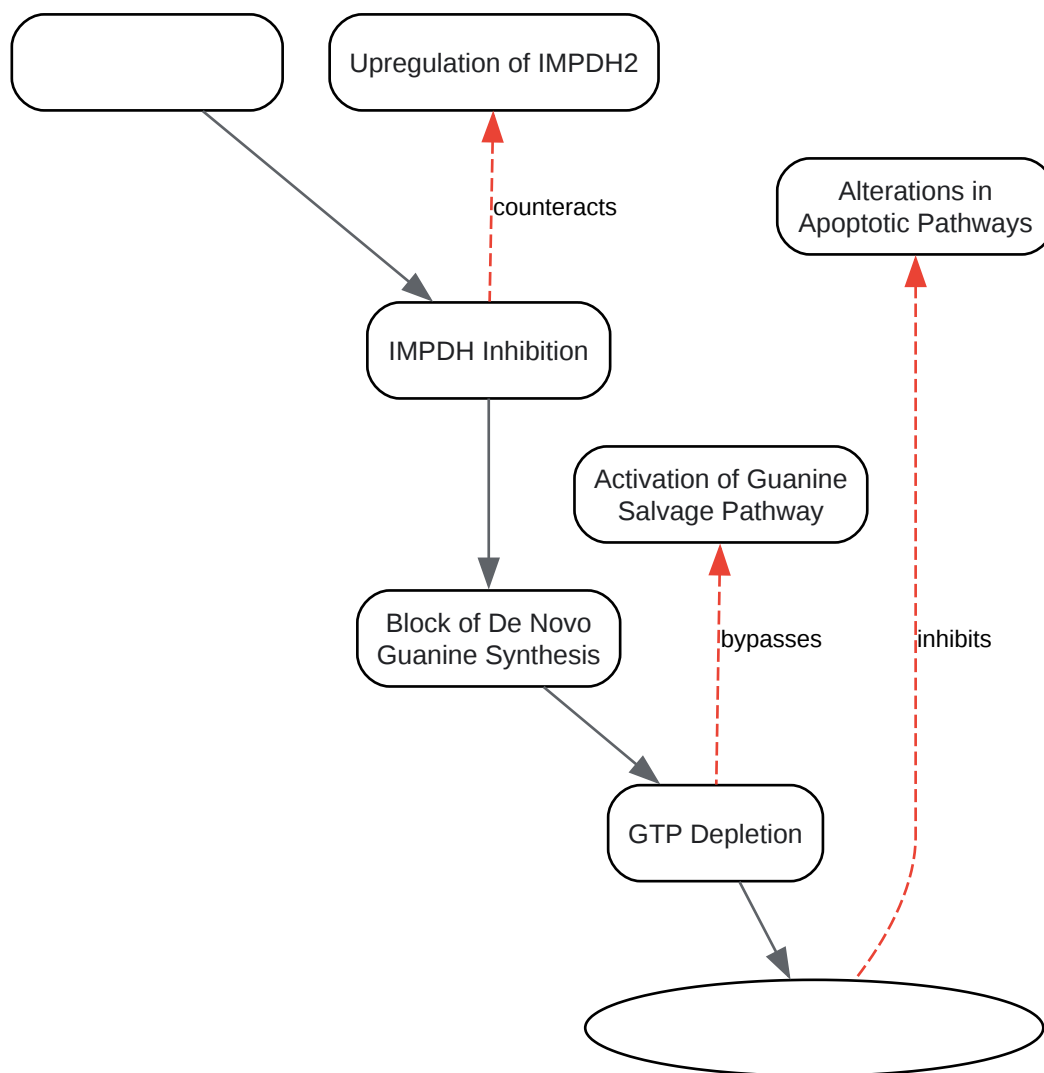 Upregulation of IMPDH2
Alterations in
Apoptotic Pathways
counteracts
IMPDH Inhibition
Activation of Guanine
Salvage Pathway
Block of De Novo
Guanine Synthesis
bypasses
inhibits
GTP Depletion